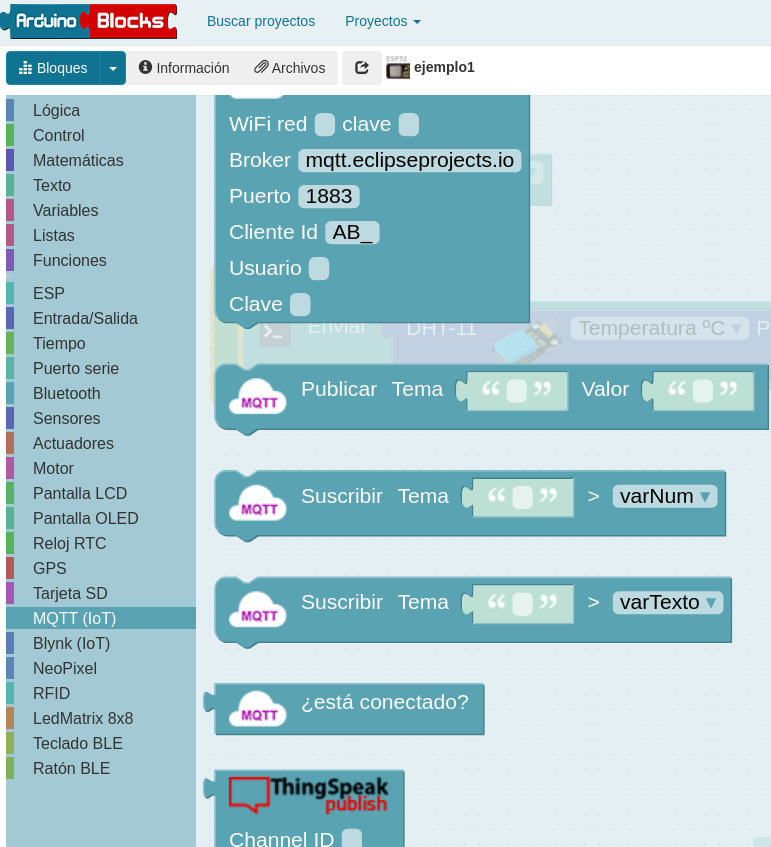 Arduino Blocks
Buscar proyectos
Proyectos
Bloques
Información
Archivos
ESP32
ejemplo1
Lógica
Control
Matemáticas
Texto
Variables
Listas
Funciones
ESP
Entrada/Salida
Tiempo
Puerto serie
Bluetooth
Sensores
Actuadores
Motor
Pantalla LCD
Pantalla OLED
Reloj RTC
GPS
Tarjeta SD
MQTT (IoT)
Blynk (IoT)
NeoPixel
RFID
LedMatrix 8x8
Teclado BLE
Ratón BLE
WiFi red clave
Broker mqtt.eclipseprojects.io
Puerto 1883
Cliente Id AB_
Usuario
Clave
Enviar DHT-11 Temperatura ºC P
MQTT Publicar Tema “ ” Valor “ ”
MQTT Suscribir Tema “ ” > varNum
MQTT Suscribir Tema “ ” > varTexto
MQTT ¿está conectado?
ThingSpeak
publish
Channel ID